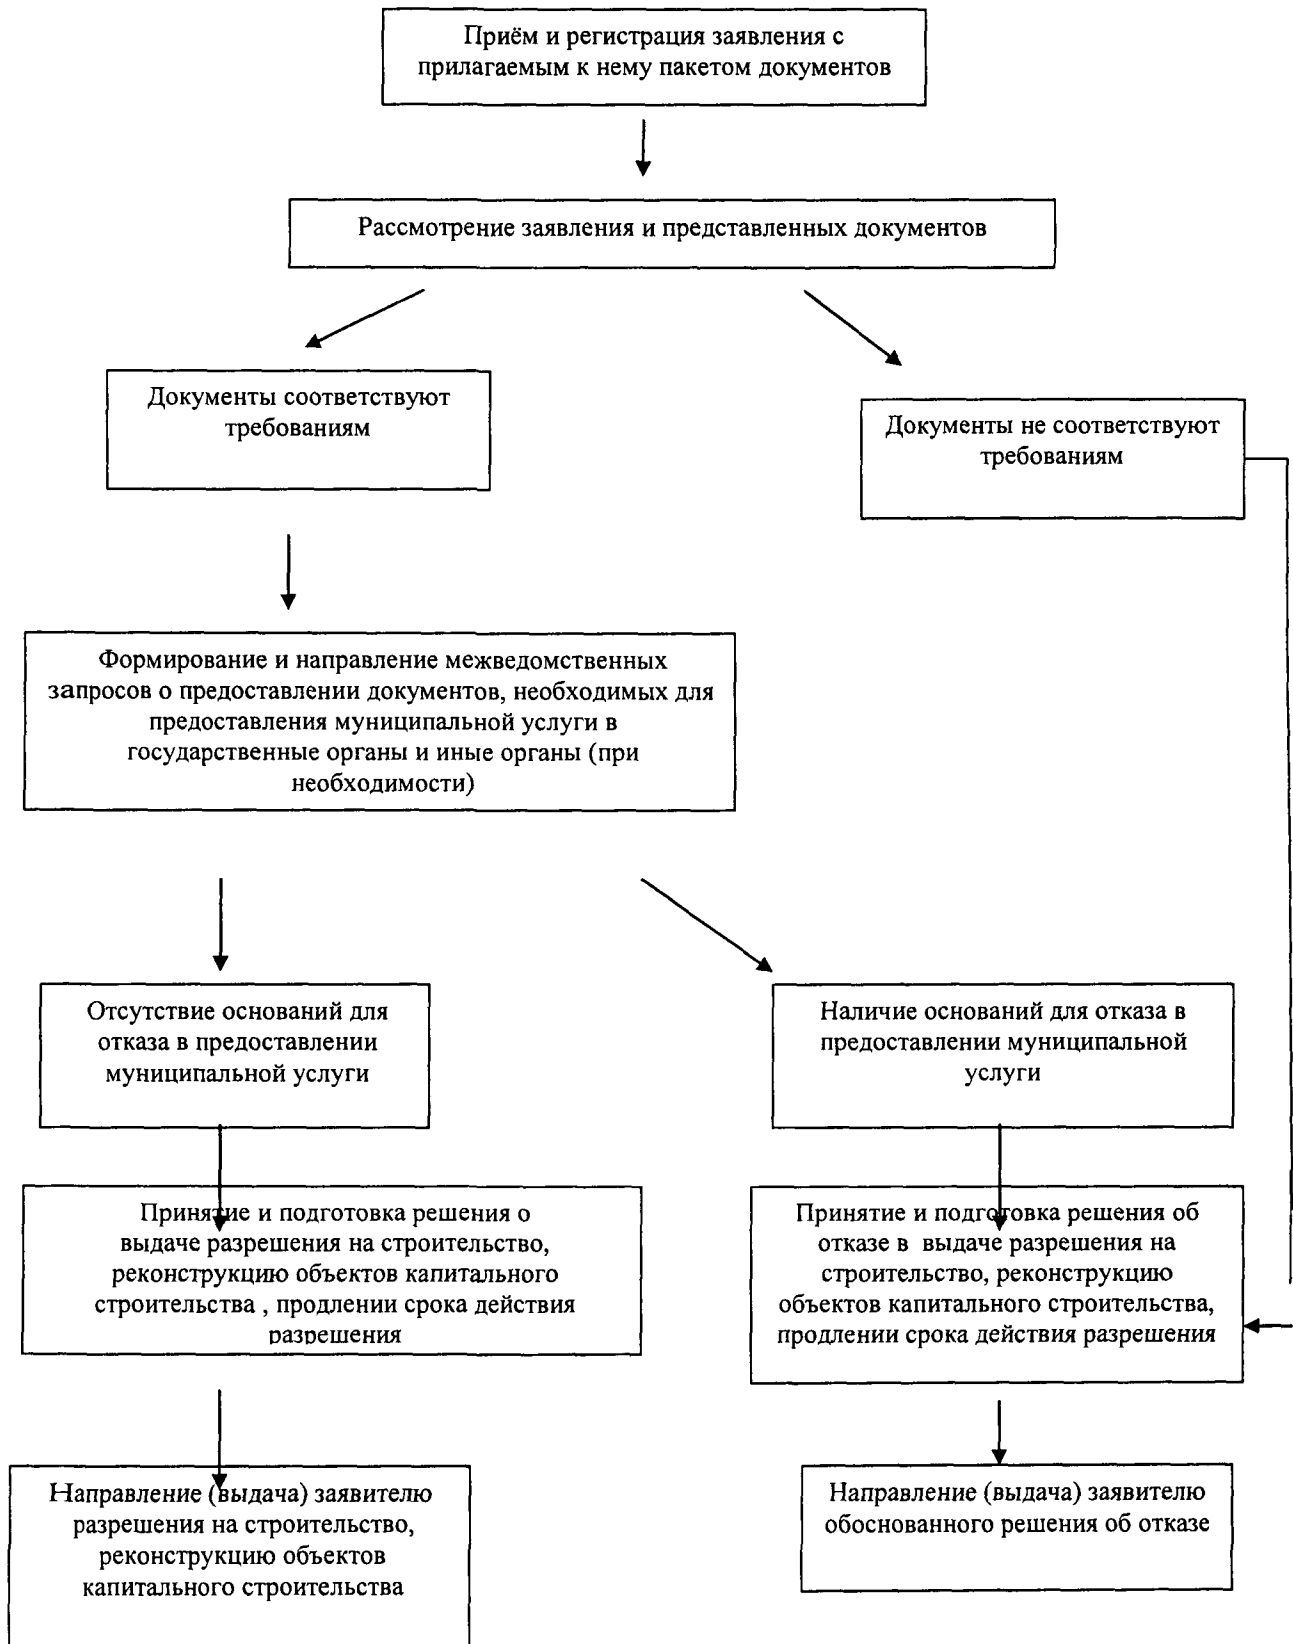 Приём и регистрация заявления с
прилагаемым к нему пакетом документов
Рассмотрение заявления и представленных документов
Документы соответствуют
требованиям
Документы не соответствуют
требованиям
Формирование и направление межведомственных
запросов о предоставлении документов, необходимых для
предоставления муниципальной услуги в
государственные органы и иные органы (при
необходимости)
Отсутствие оснований для
отказа в предоставлении
муниципальной услуги
Наличие оснований для отказа в
предоставлении муниципальной
услуги
Принятие и подготовка решения о
выдаче разрешения на строительство,
реконструкцию объектов капитального
строительства , продлении срока действия
разрешения
Принятие и подготовка решения об
отказе в выдаче разрешения на
строительство, реконструкцию
объектов капитального строительства,
продлении срока действия разрешения
Направление (выдача) заявителю
разрешения на строительство,
реконструкцию объектов
капитального строительства
Направление (выдача) заявителю
обоснованного решения об отказе